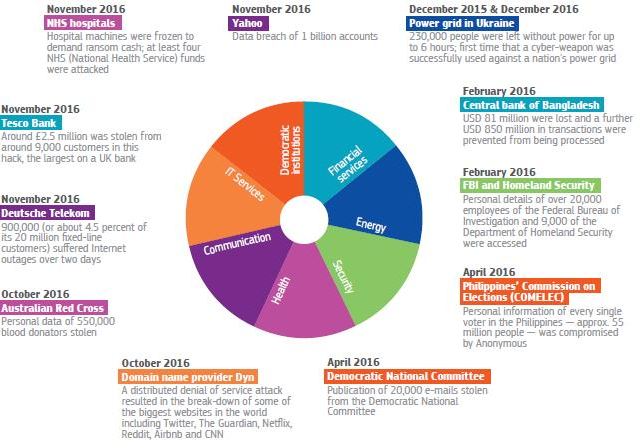 November 2016
NHS hospitals
Hospital machines were frozen to
demand ransom cash; at least four
NHS (National Health Service) funds
were attacked
November 2016
Yahoo
Data breach of 1 billion accounts
December 2015 & December 2016
Power grid in Ukraine
230,000 people were left without power for up
to 6 hours; first time that a cyber-weapon was
successfully used against a nation's power grid
February 2016
Central bank of Bangladesh
USD 81 million were lost and a further
USD 850 million in transactions were
prevented from being processed
February 2016
FBI and Homeland Security
Personal details of over 20,000
employees of the Federal Bureau of
Investigation and 9,000 of the
Department of Homeland Security
were accessed
April 2016
Philippines' Commission on
Elections (COMELEC)
Personal information of every single
voter in the Philippines — approx. 55
million people — was compromised
by Anonymous
April 2016
Democratic National Committee
Publication of 20,000 e-mails stolen
from the Democratic National
Committee
October 2016
Domain name provider Dyn
A distributed denial of service attack
resulted in the break-down of some of
the biggest websites in the world
including Twitter, The Guardian, Netflix,
Reddit, Airbnb and CNN
October 2016
Australian Red Cross
Personal data of 550,000
blood donators stolen
November 2016
Deutsche Telekom
900,000 (or about 4.5 percent of
its 20 million fixed-line
customers) suffered Internet
outages over two days
November 2016
Tesco Bank
Around £2.5 million was stolen from
around 9,000 customers in this
hack, the largest on a UK bank
Democratic
institutions
Financial
services
Energy
Security
Health
Communication
IT Services